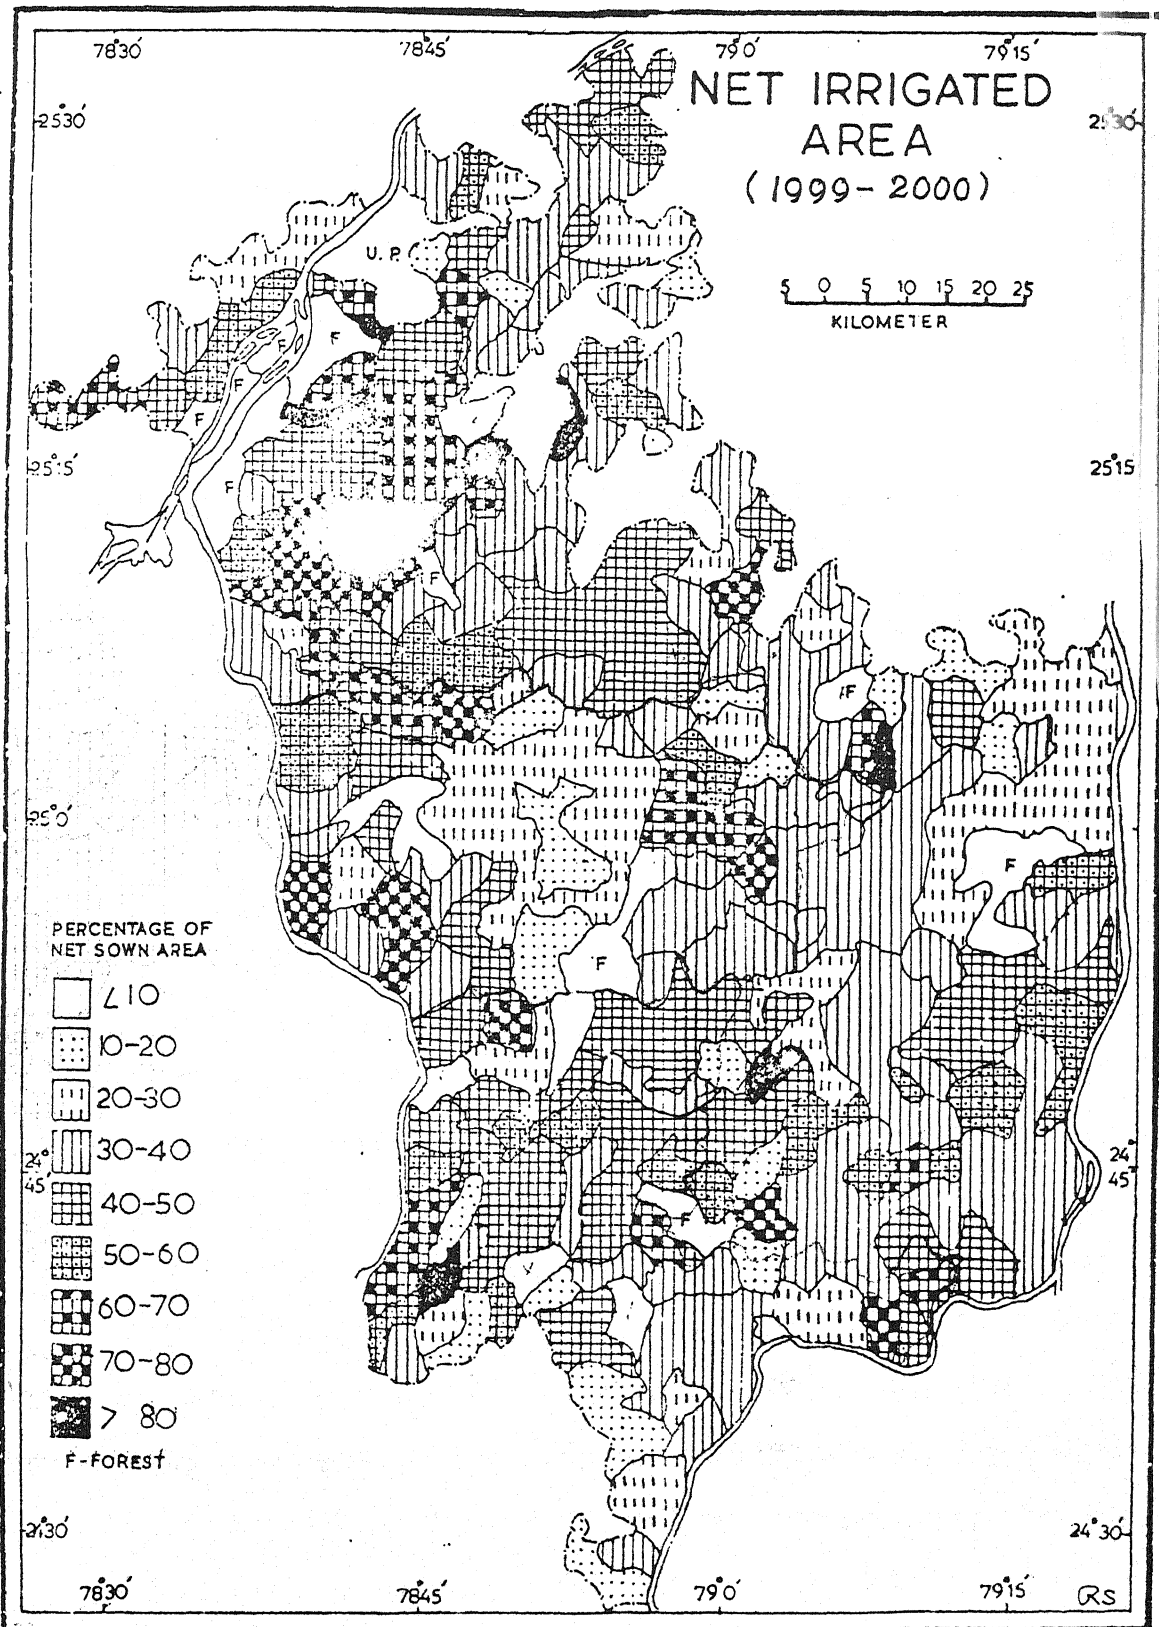 78°30' 78°45' 79°0' 79°15'
NET IRRIGATED
AREA
(1999-2000)
25°30' 25°30'
U.P.
5 0 5 10 15 20 25
KILOMETER
F
F
F
F
25°15' 25°15'
F
F
F
25°0'
F
PERCENTAGE OF
NET SOWN AREA
F
<10
10-20
20-30
30-40
24°45' 24°45'
40-50
F
50-60
60-70
70-80
> 80
F-FOREST
24°30' 24°30'
78°30' 78°45' 79°0' 79°15'
RS